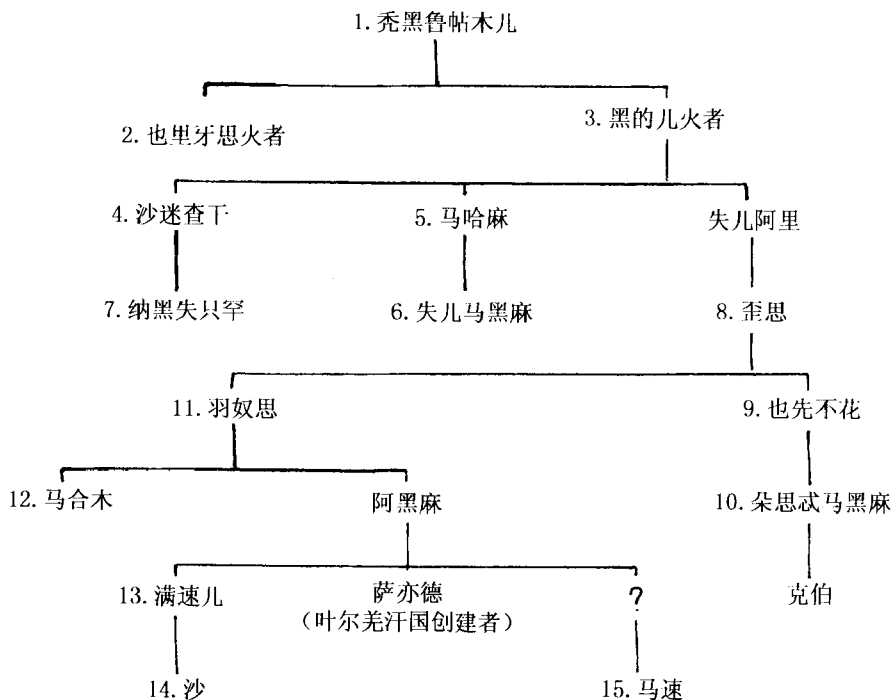 1.秃黑鲁帖木儿
2.也里牙思火者
3.黑的儿火者
4.沙迷查干
5.马哈麻
失儿阿里
7.纳黑失只罕
6.失儿马黑麻
8.歪思
11.羽奴思
9.也先不花
12.马合木
阿黑麻
10.朵思忒马黑麻
13.满速儿
萨亦德
(叶尔羌汗国创建者)
?
克伯
14.沙
15.马速